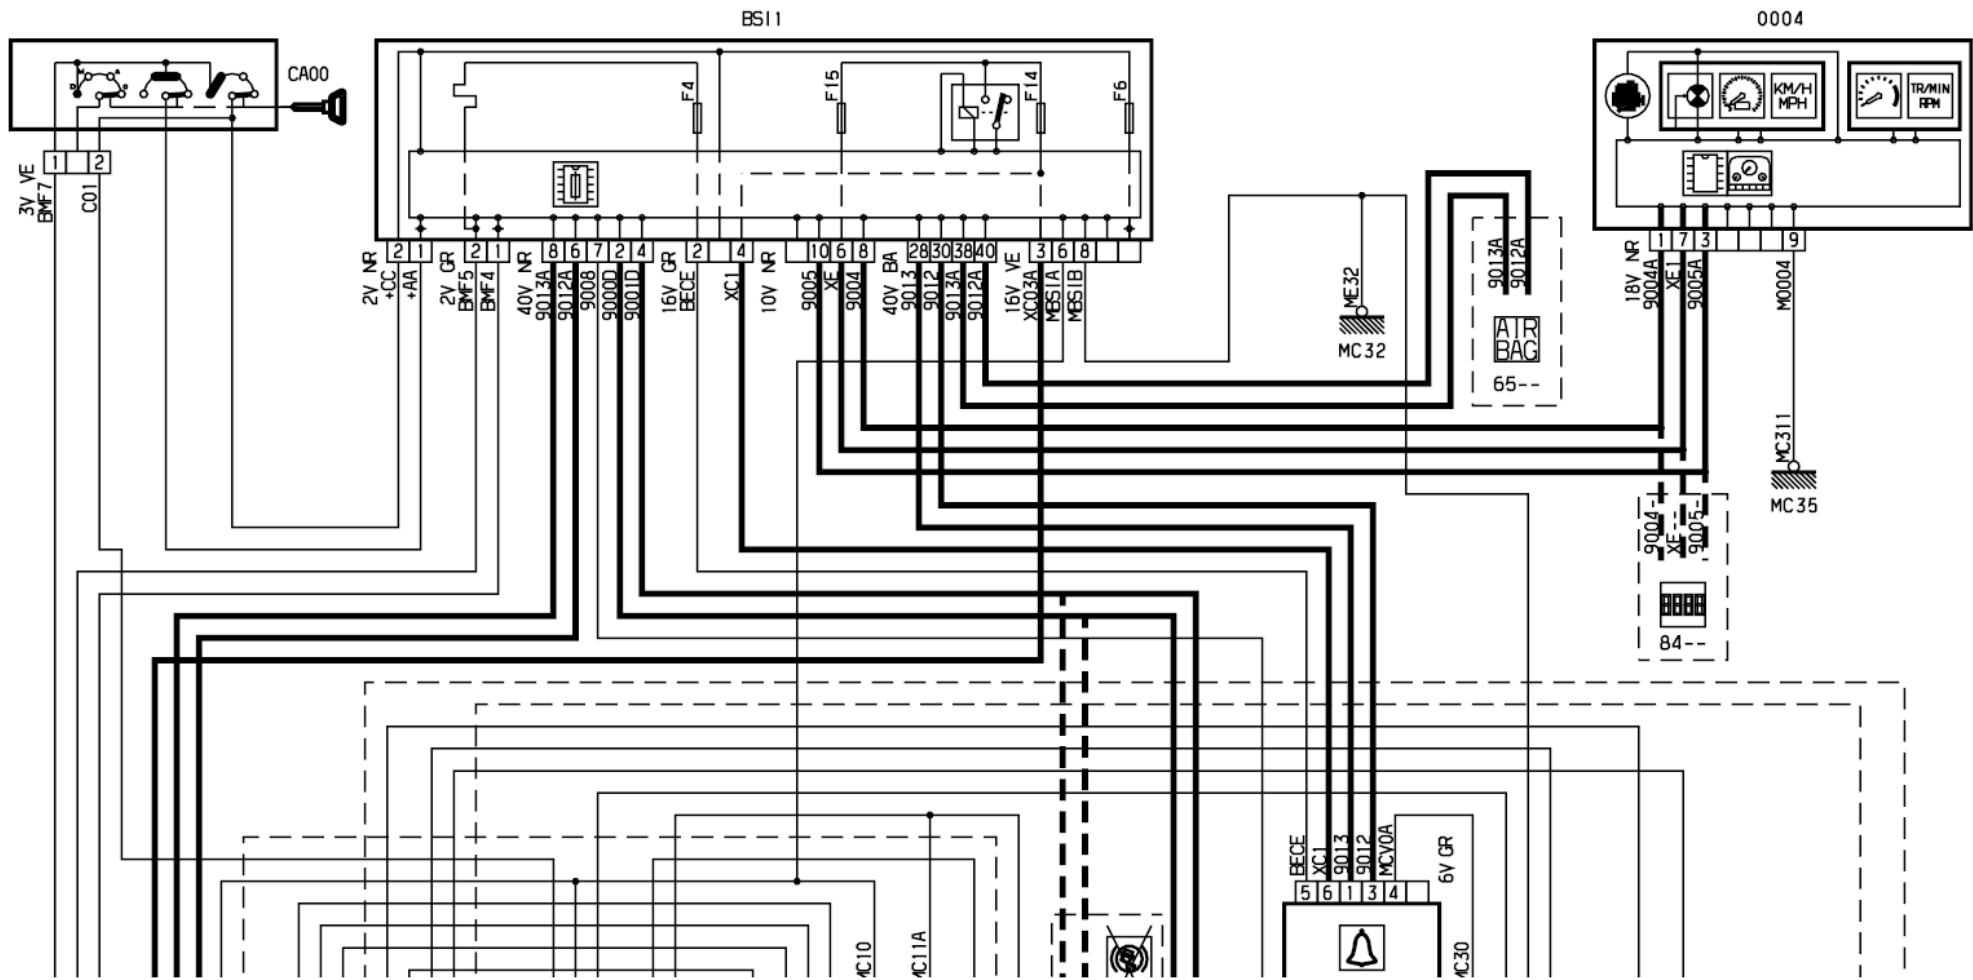 BSI1
0004
CA00
M
A
D
S
F4
F15
F14
F6
KM/H
MPH
TR/MIN
RPM
1 2
3V VE
BMF7
C01
2 1
2 1
8 6 7 2 4
2 4
10 6 8
28 30 38 40
3 6 8
2V NR
+CC
+AA
2V GR
BMF5
BMF4
40V NR
9013A
9012A
9008
9000D
9001D
16V GR
BECE
XC1
10V NR
9005
XE
9004
40V BA
9013
9012
9013A
9012A
16V VE
XC03A
MBS1A
MBS1B
ME32
MC32
9013A
9012A
AIR
BAG
65--
1 7 3 9
18V NR
9004A
XE1
9005A
M0004
MC311
MC35
9004-
XE--
9005-
84--
BECE
XC1
9013
9012
MCV0A
6V GR
5 6 1 3 4
MC10
MC11A
MC30